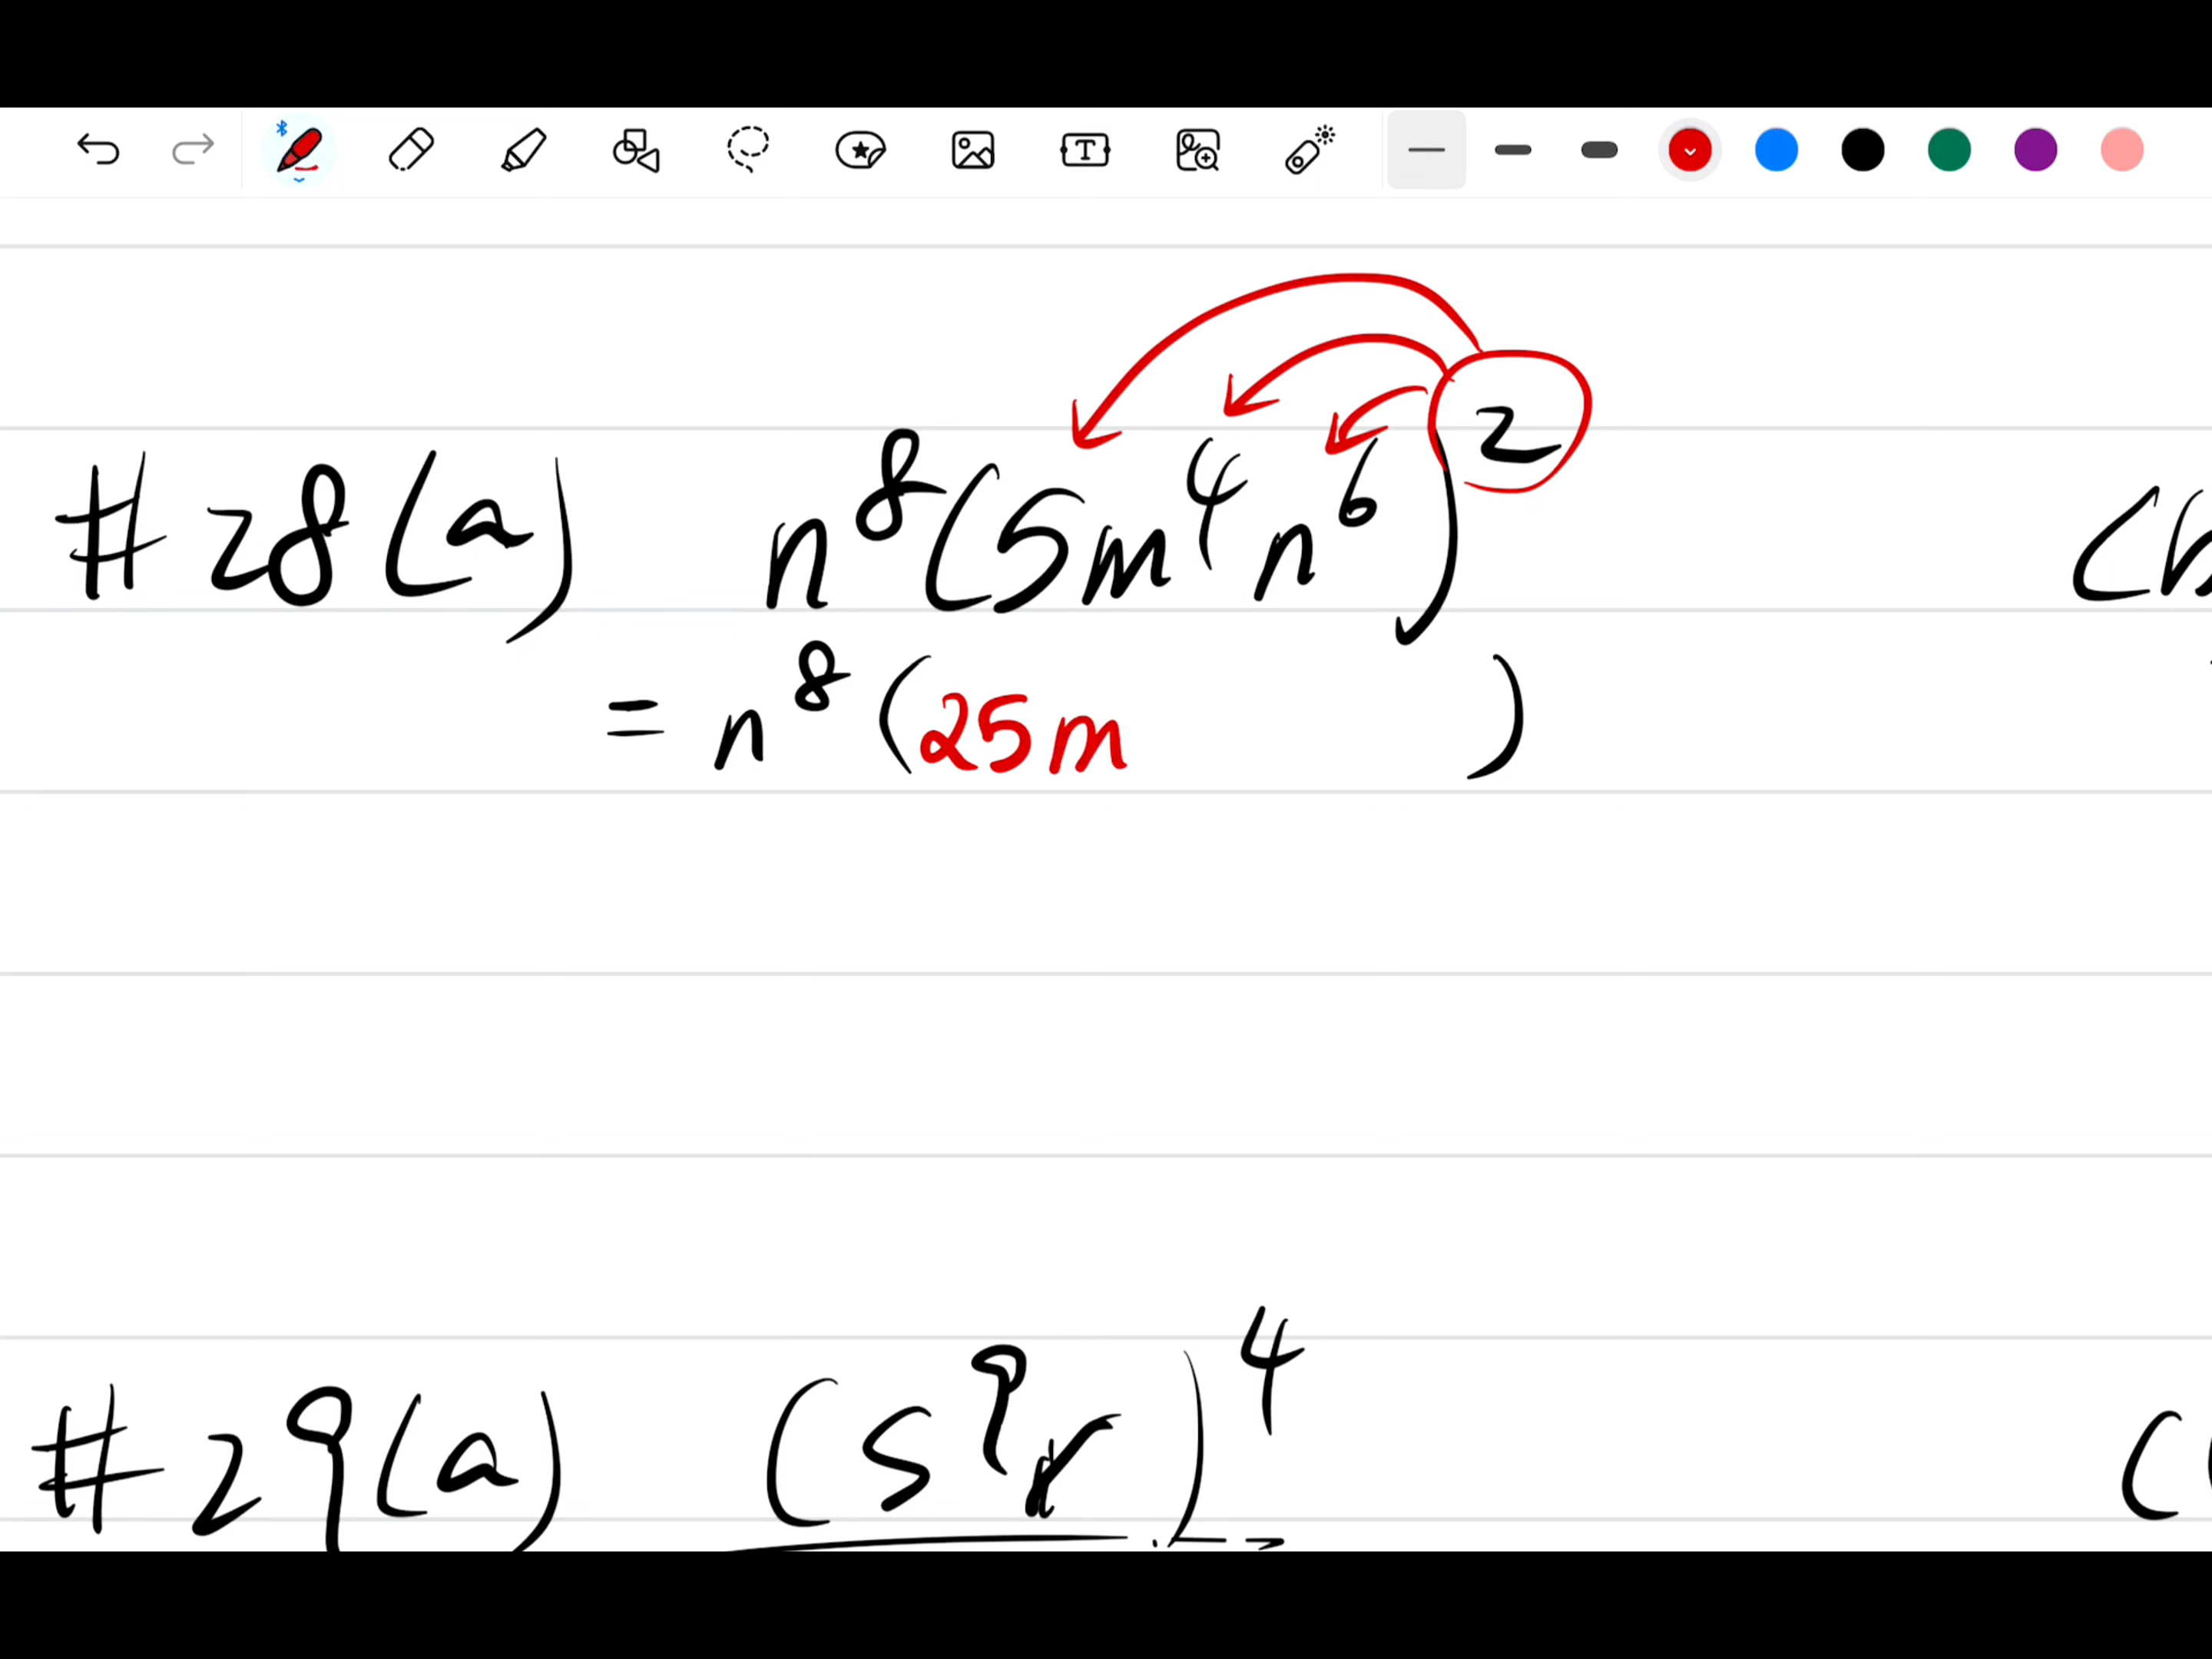 #28(a) n⁸(5m⁴n⁶)²
= n⁸(25m )
#29(a) (s⁹r)⁴